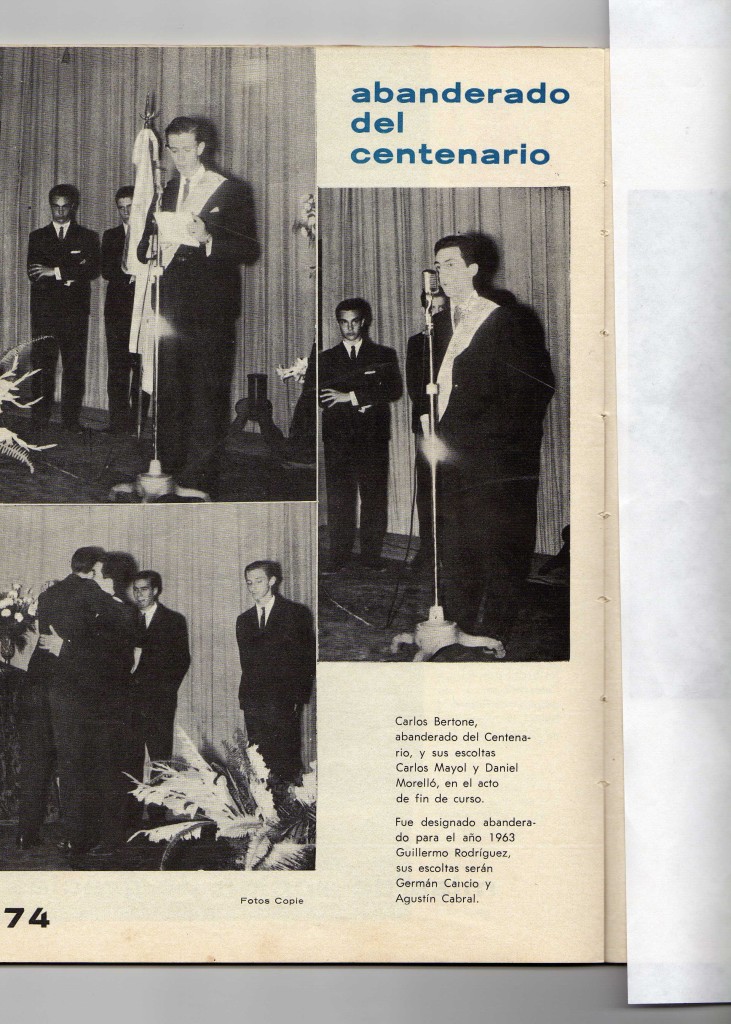 abanderado
del
centenario
Carlos Bertone,
abanderado del Centena-
rio, y sus escoltas
Carlos Mayol y Daniel
Morelló, en el acto
de fin de curso.
Fue designado abandera-
do para el año 1963
Guillermo Rodríguez,
sus escoltas serán
Germán Cancio y
Agustín Cabral.
Fotos Copie
74